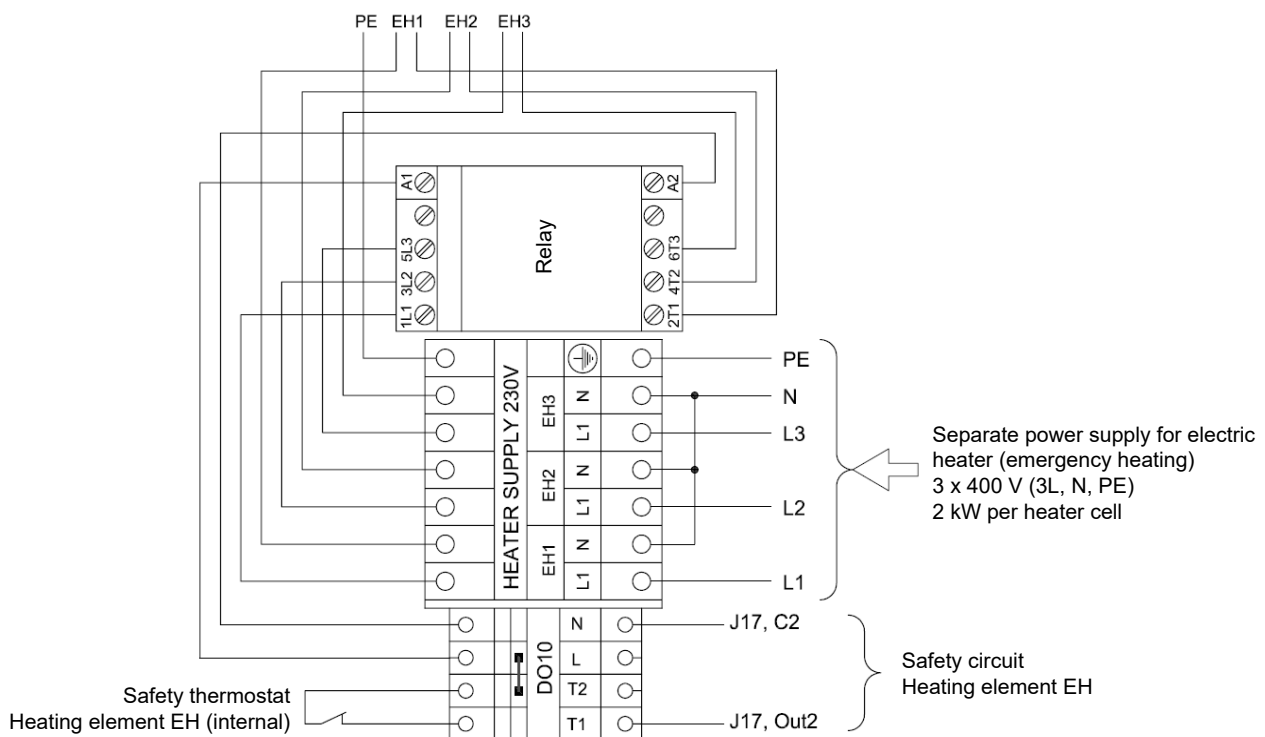 PE EH1 EH2 EH3
A1
A2
Relay
5L3
6T3
3L2
4T2
1L1
2T1
HEATER SUPPLY 230V
PE
EH3
N
N
L1
L3
EH2
N
L1
L2
EH1
N
L1
L1
Separate power supply for electric
heater (emergency heating)
3 x 400 V (3L, N, PE)
2 kW per heater cell
DO10
N
J17, C2
L
T2
T1
J17, Out2
Safety circuit
Heating element EH
Safety thermostat
Heating element EH (internal)